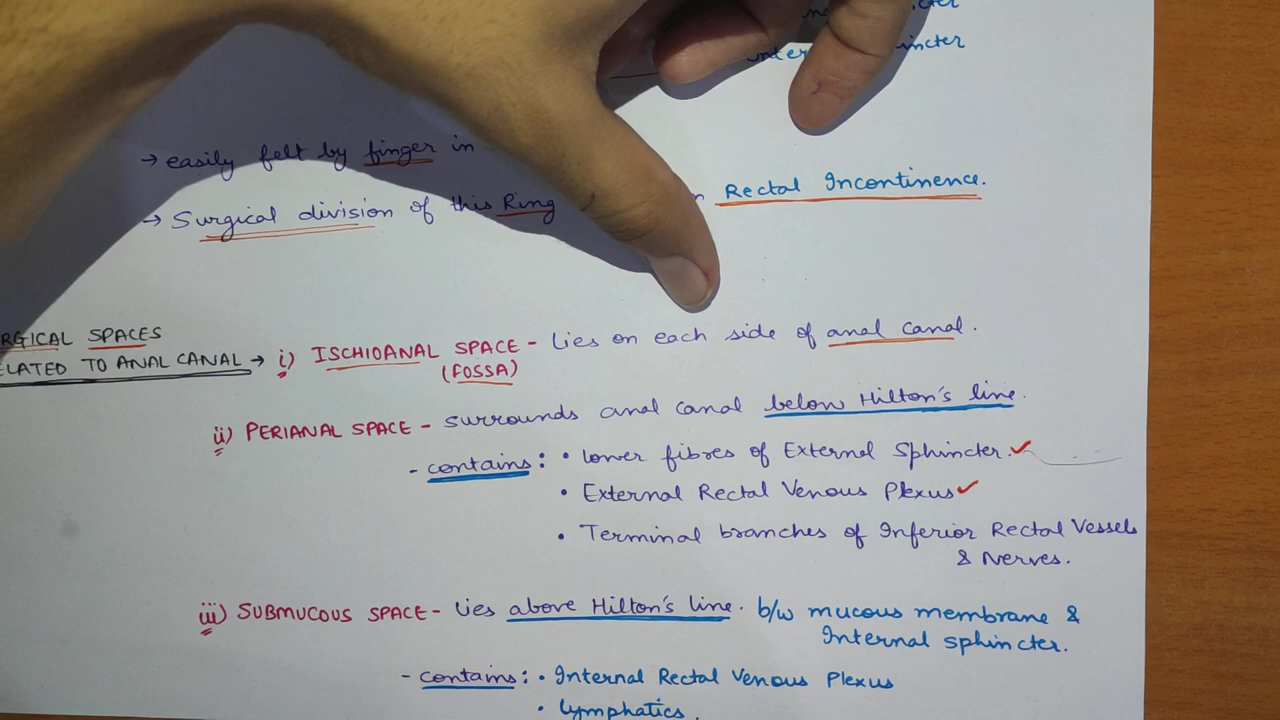 → easily felt by finger in
→ Surgical division of this Ring Rectal Incontinence.
SPACES
TO ANAL CANAL → i) ISCHIOANAL SPACE - Lies on each side of anal canal.
(FOSSA)
ii) PERIANAL SPACE - surrounds anal canal below Hilton's line.
- contains : • lower fibres of External Sphincter. ✓
• External Rectal Venous Plexus ✓
• Terminal branches of Inferior Rectal Vessels
& Nerves.
iii) SUBMUCOUS SPACE - Lies above Hilton's line. b/w mucous membrane &
Internal sphincter.
- contains : • Internal Rectal Venous Plexus
• Lymphatics.